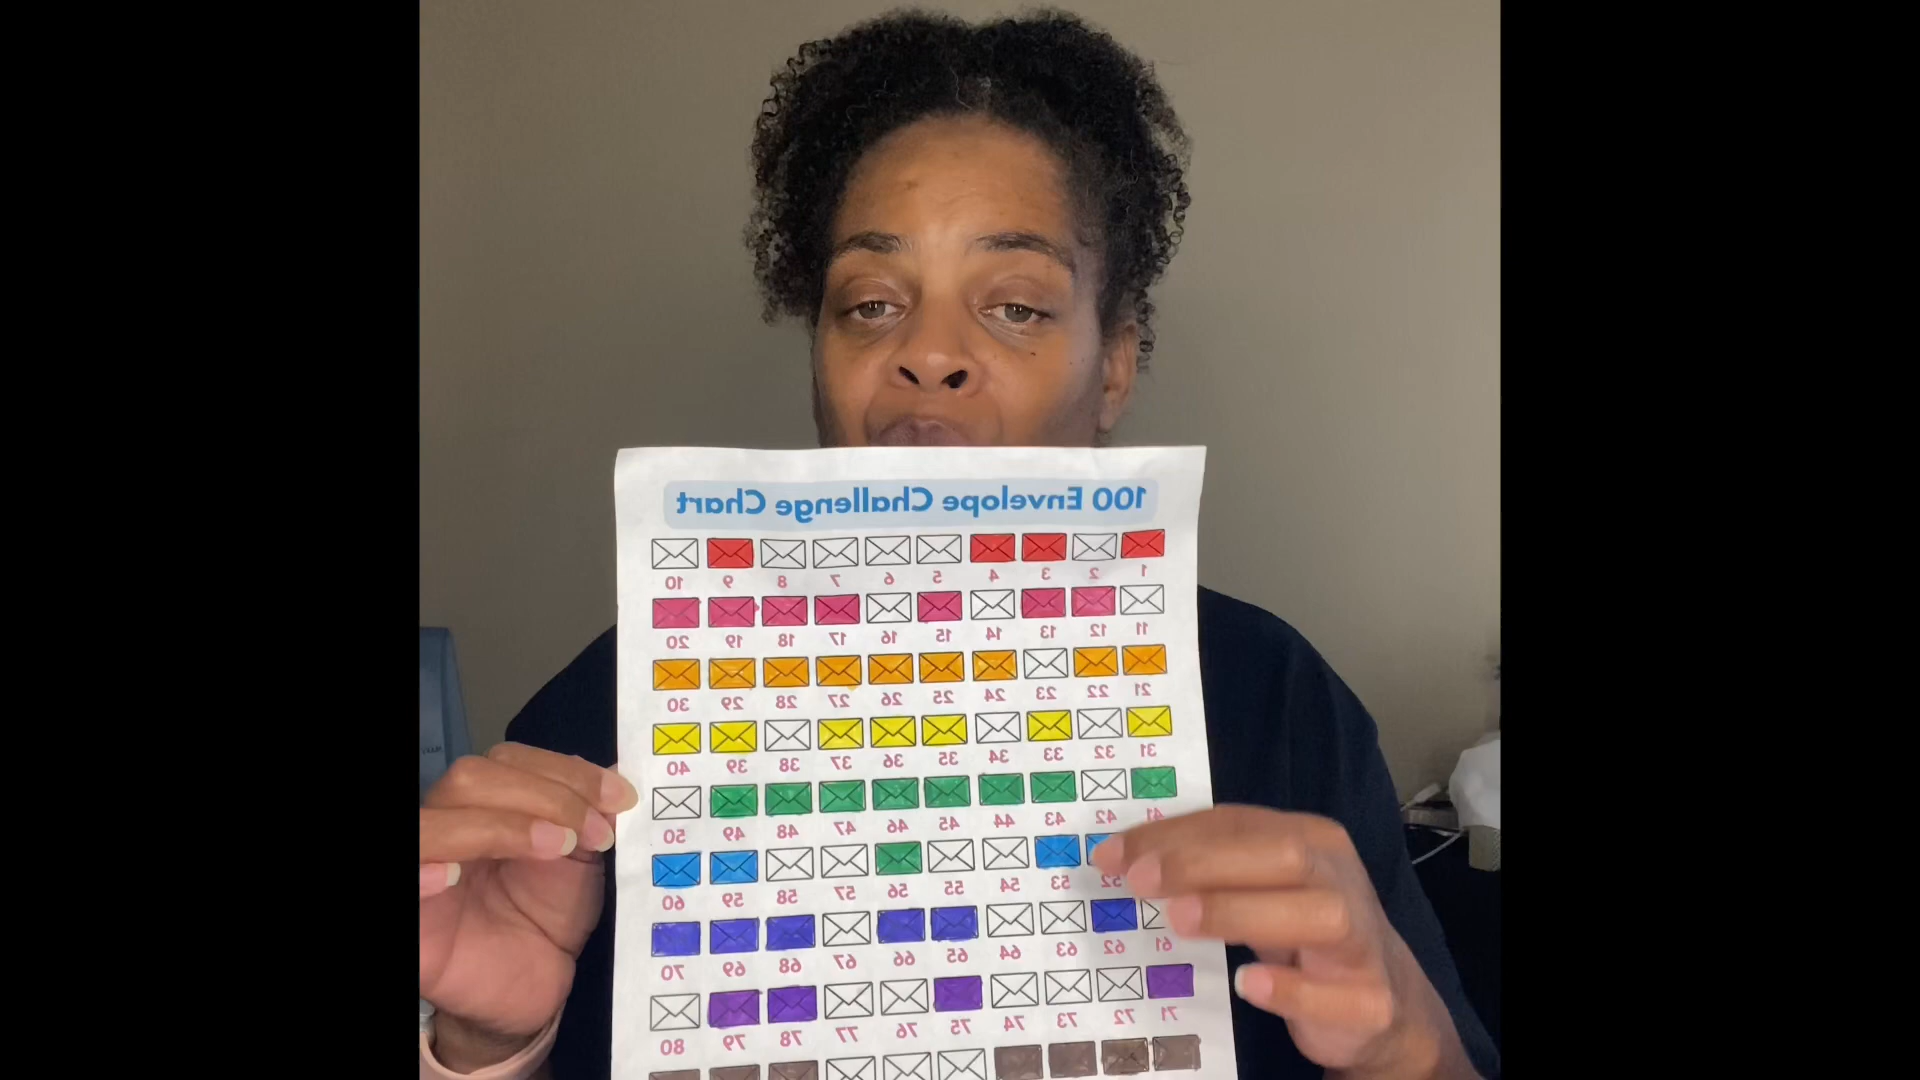 100 Envelope Challenge Chart
1 2 3 4 5 6 7 8 9 10
11 12 13 14 15 16 17 18 19 20
21 22 23 24 25 26 27 28 29 30
31 32 33 34 35 36 37 38 39 40
41 42 43 44 45 46 47 48 49 50
52 53 54 55 56 57 58 59 60
61 62 63 64 65 66 67 68 69 70
71 72 73 74 75 76 77 78 79 80